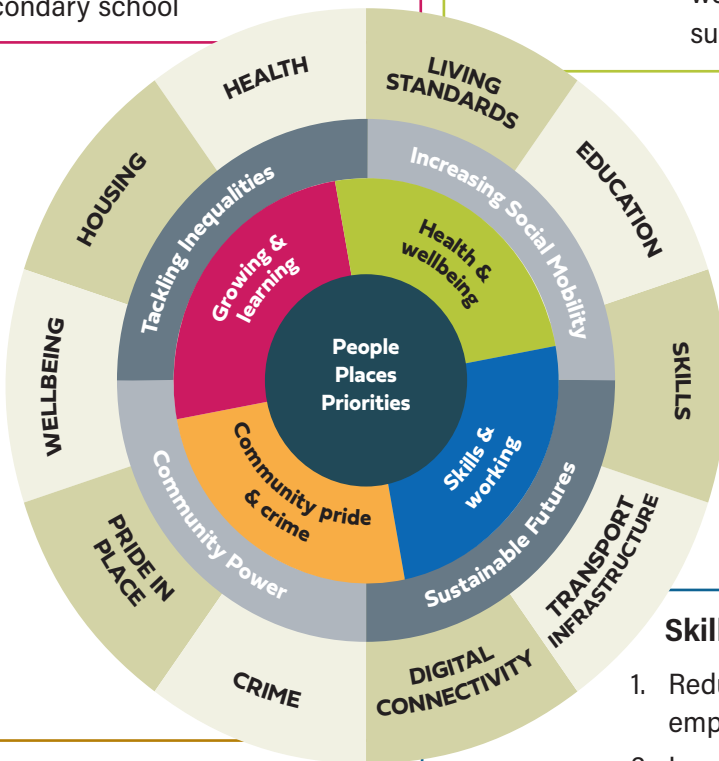 condary school
su
HEALTH
LIVING
STANDARDS
EDUCATION
SKILLS
TRANSPORT
INFRASTRUCTURE
DIGITAL
CONNECTIVITY
CRIME
PRIDE IN
PLACE
WELLBEING
HOUSING
Tackling Inequalities
Increasing Social Mobility
Sustainable Futures
Community Power
Growing &
learning
Health &
wellbeing
Skills &
working
Community pride
& crime
People
Places
Priorities
Skill
1. Redu
emp